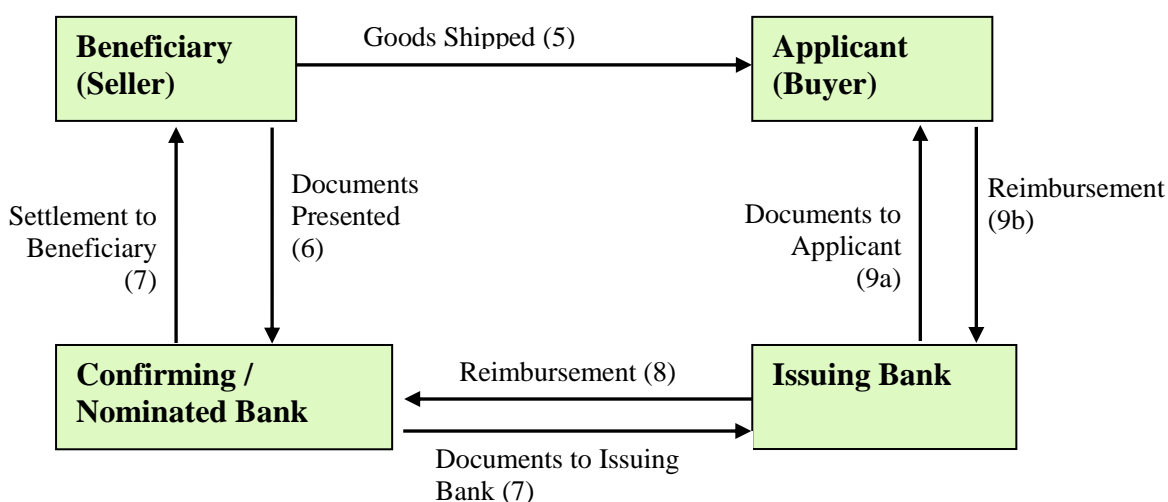 Beneficiary
(Seller)
Goods Shipped (5)
Applicant
(Buyer)
Settlement to
Beneficiary
(7)
Documents
Presented
(6)
Documents to
Applicant
(9a)
Reimbursement
(9b)
Confirming /
Nominated Bank
Reimbursement (8)
Issuing Bank
Documents to Issuing
Bank (7)